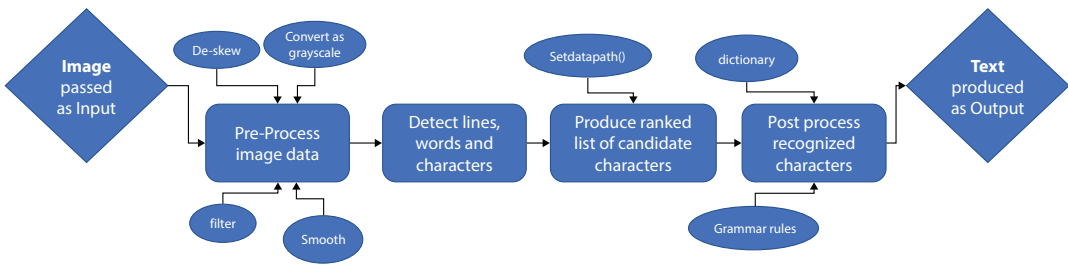 Image
passed
as Input
De-skew
Convert as
grayscale
Pre-Process
image data
filter
Smooth
Detect lines,
words and
characters
Setdatapath()
Produce ranked
list of candidate
characters
dictionary
Post process
recognized
characters
Grammar rules
Text
produced
as Output